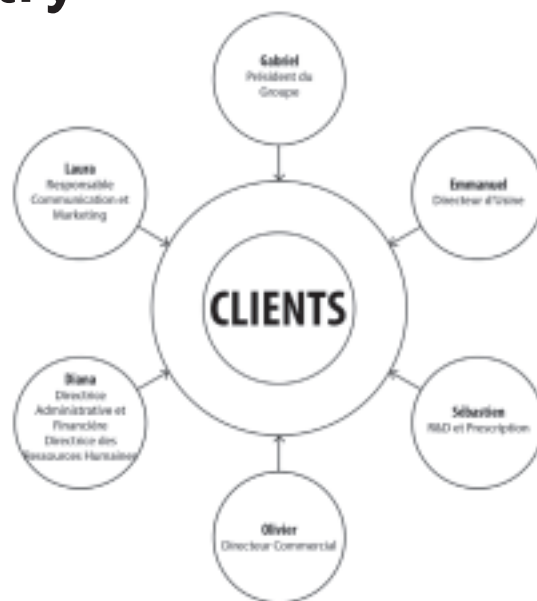 Gabriel
Président du
Groupe
Laura
Responsable
Communication et
Marketing
Emmanuel
Directeur d'Usine
CLIENTS
Diana
Directrice
Administrative et
Financière
Directrice des
Ressources Humaines
Sébastien
R&D et Prescription
Olivier
Directeur Commercial